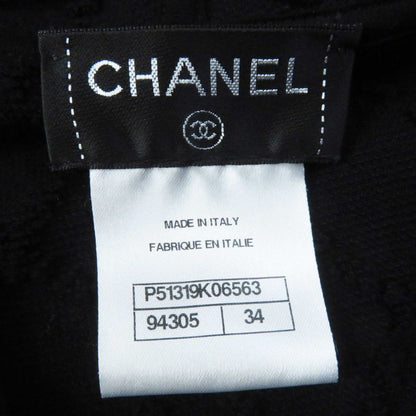 CHANEL
MADE IN ITALY
FABRIQUE EN ITALIE
P51319K06563
94305 34